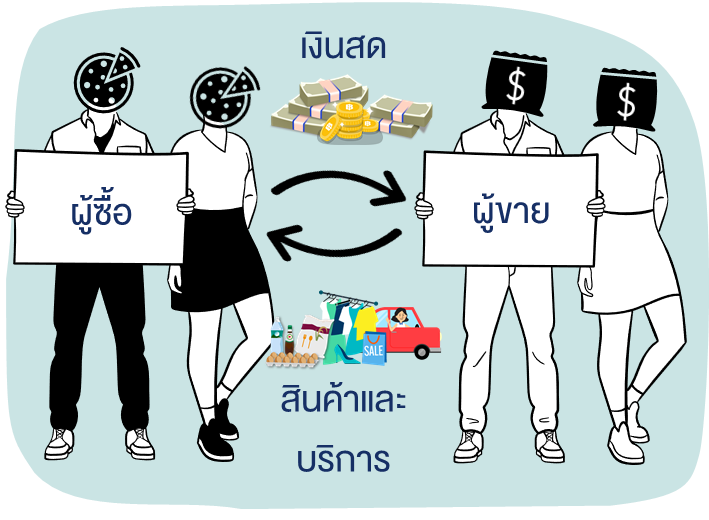 เงินสด
$
$
ผู้ซื้อ
ผู้ขาย
SALE
สินค้าและ
บริการ